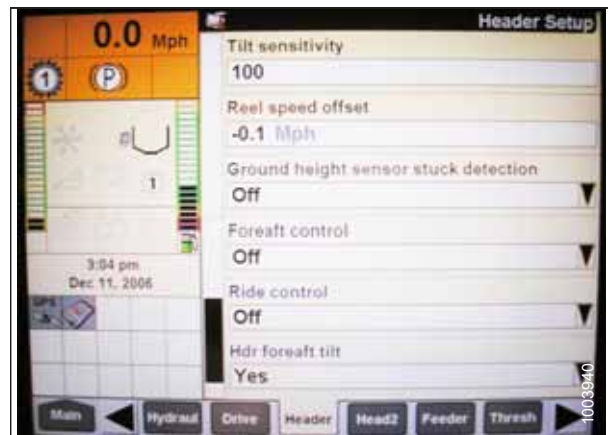 0.0 Mph
Header Setup
1
P
Tilt sensitivity
100
Reel speed offset
-0.1 Mph
Ground height sensor stuck detection
Off
1
Foreaft control
Off
3:04 pm
Dec 11, 2006
Ride control
Off
GPS
Hdr foreaft tilt
Yes
Main
Hydraul
Drive
Header
Head2
Feeder
Thresh
1003940